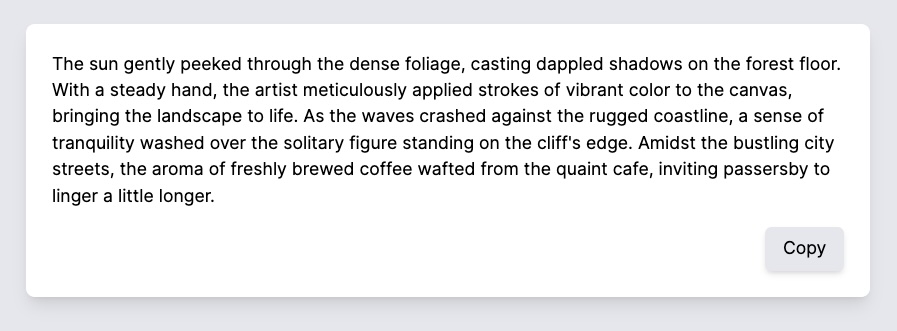 The sun gently peeked through the dense foliage, casting dappled shadows on the forest floor.
With a steady hand, the artist meticulously applied strokes of vibrant color to the canvas,
bringing the landscape to life. As the waves crashed against the rugged coastline, a sense of
tranquility washed over the solitary figure standing on the cliff's edge. Amidst the bustling city
streets, the aroma of freshly brewed coffee wafted from the quaint cafe, inviting passersby to
linger a little longer.
Copy